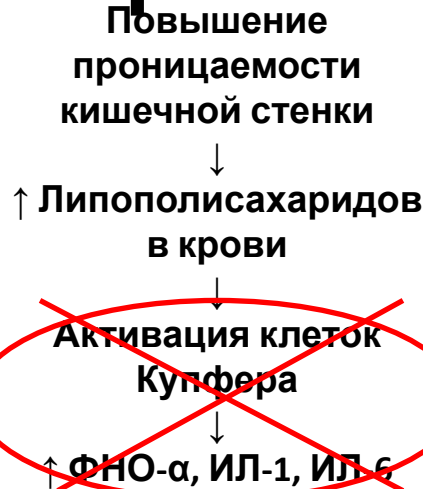 Повышение
проницаемости
кишечной стенки
↓
↑ Липополисахаридов
в крови
↓
Активация клеток
Купфера
↓
↑ ФНО-α, ИЛ-1, ИЛ-6